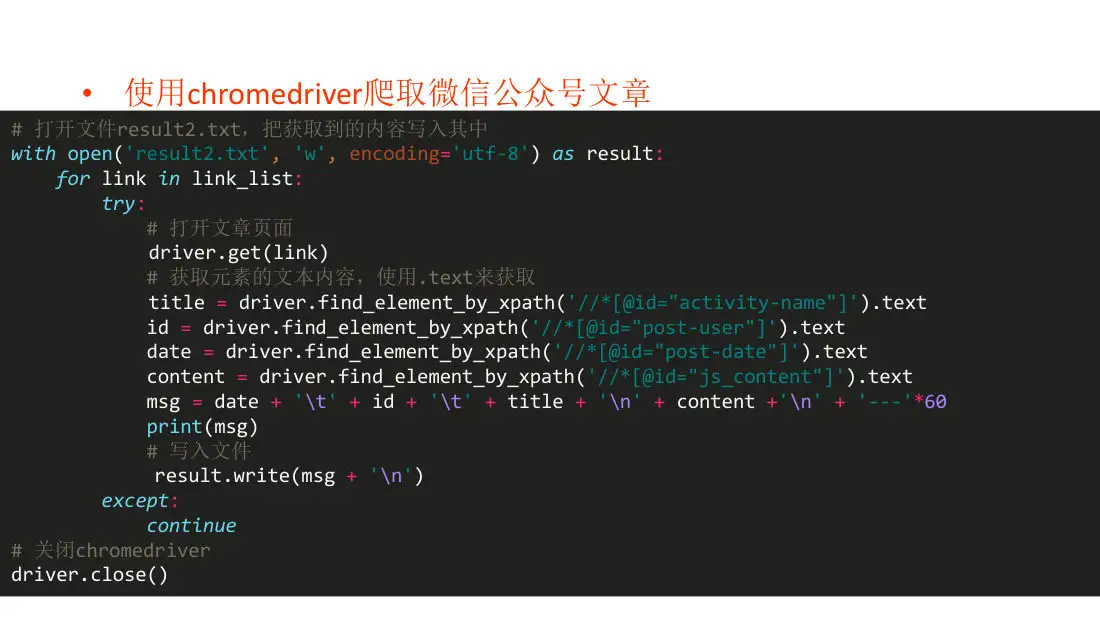 • 使用chromedriver爬取微信公众号文章
# 打开文件result2.txt，把获取到的内容写入其中
with open('result2.txt', 'w', encoding='utf-8') as result:
    for link in link_list:
        try:
            # 打开文章页面
            driver.get(link)
            # 获取元素的文本内容，使用.text来获取
            title = driver.find_element_by_xpath('//*[@id="activity-name"]').text
            id = driver.find_element_by_xpath('//*[@id="post-user"]').text
            date = driver.find_element_by_xpath('//*[@id="post-date"]').text
            content = driver.find_element_by_xpath('//*[@id="js_content"]').text
            msg = date + '\t' + id + '\t' + title + '\n' + content +'\n' + '---'*60
            print(msg)
            # 写入文件
            result.write(msg + '\n')
        except:
            continue
# 关闭chromedriver
driver.close()